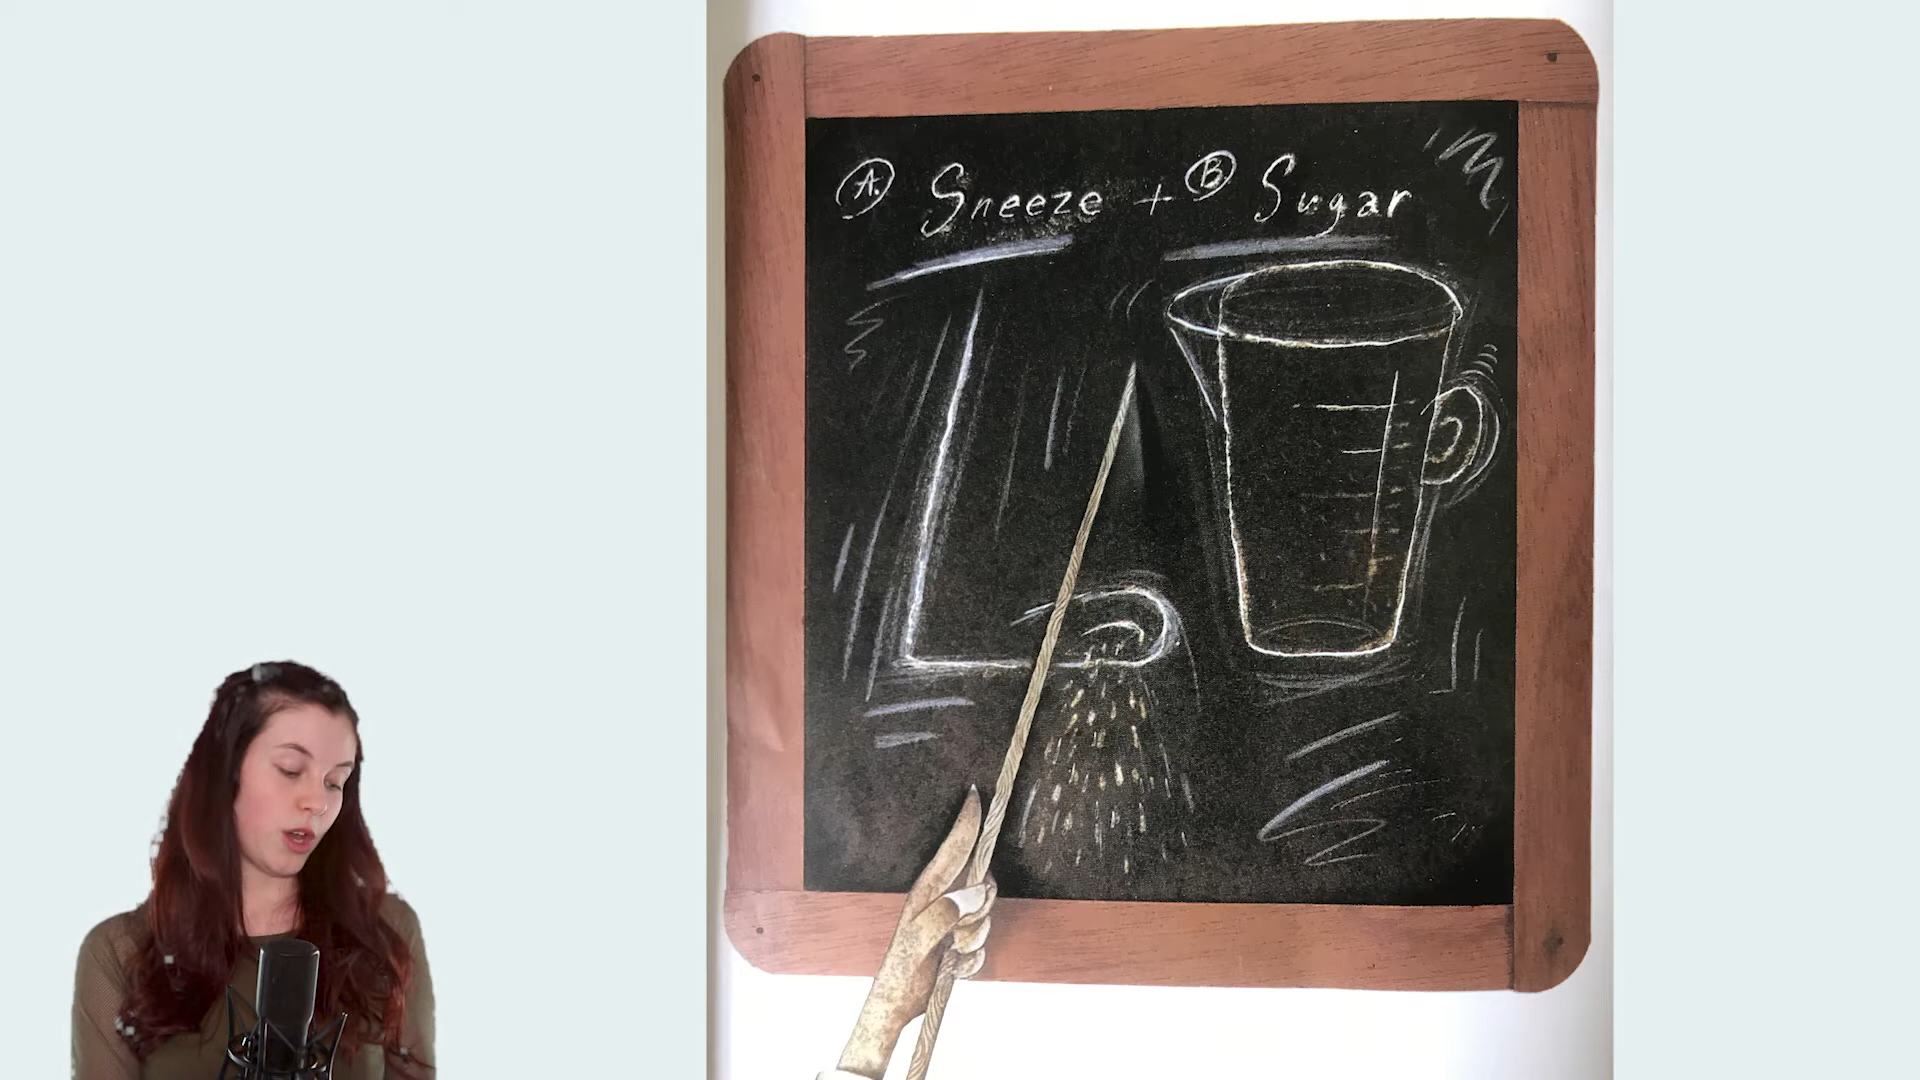 Ⓐ. Sneeze + Ⓑ Sugar